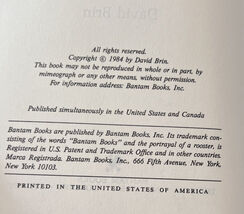 David Brin
All rights reserved.
Copyright © 1984 by David Brin.
This book may not be reproduced in whole or in part, by
mimeograph or any other means, without permission.
For information address: Bantam Books, Inc.
Published simultaneously in the United States and Canada
Bantam Books are published by Bantam Books, Inc. Its trademark con-
sisting of the words "Bantam Books" and the portrayal of a rooster, is
Registered in U.S. Patent and Trademark Office and in other countries.
Marca Registrada. Bantam Books, Inc., 666 Fifth Avenue, New York,
New York 10103.
PRINTED IN THE UNITED STATES OF AMERICA